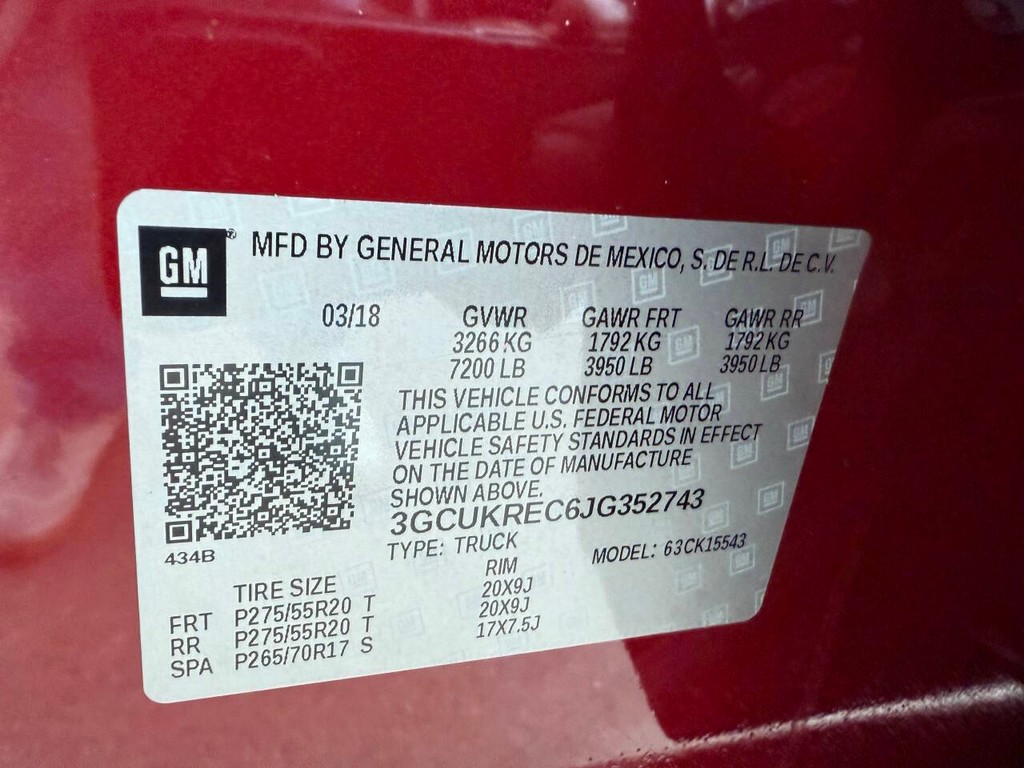 GM
MFD BY GENERAL MOTORS DE MEXICO, S. DE R.L. DE C.V.
03/18 GVWR GAWR FRT GAWR RR
3266 KG 1792 KG 1792 KG
7200 LB 3950 LB 3950 LB
THIS VEHICLE CONFORMS TO ALL
APPLICABLE U.S. FEDERAL MOTOR
VEHICLE SAFETY STANDARDS IN EFFECT
ON THE DATE OF MANUFACTURE
SHOWN ABOVE.
3GCUKREC6JG352743
434B
TYPE: TRUCK MODEL: 63CK15543
TIRE SIZE RIM
FRT P275/55R20 T 20X9J
RR P275/55R20 T 20X9J
SPA P265/70R17 S 17X7.5J